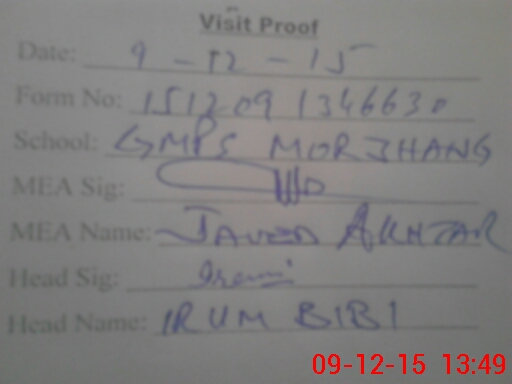 Visit Proof
Date: 9 - 12 - 15
Form No: 151209 1346630
School: GMPS MORJHANG
MEA Sig:
MEA Name: JAVED AKHTAR
Head Sig: Irum
Head Name: IRUM BIBI
09-12-15 13:49